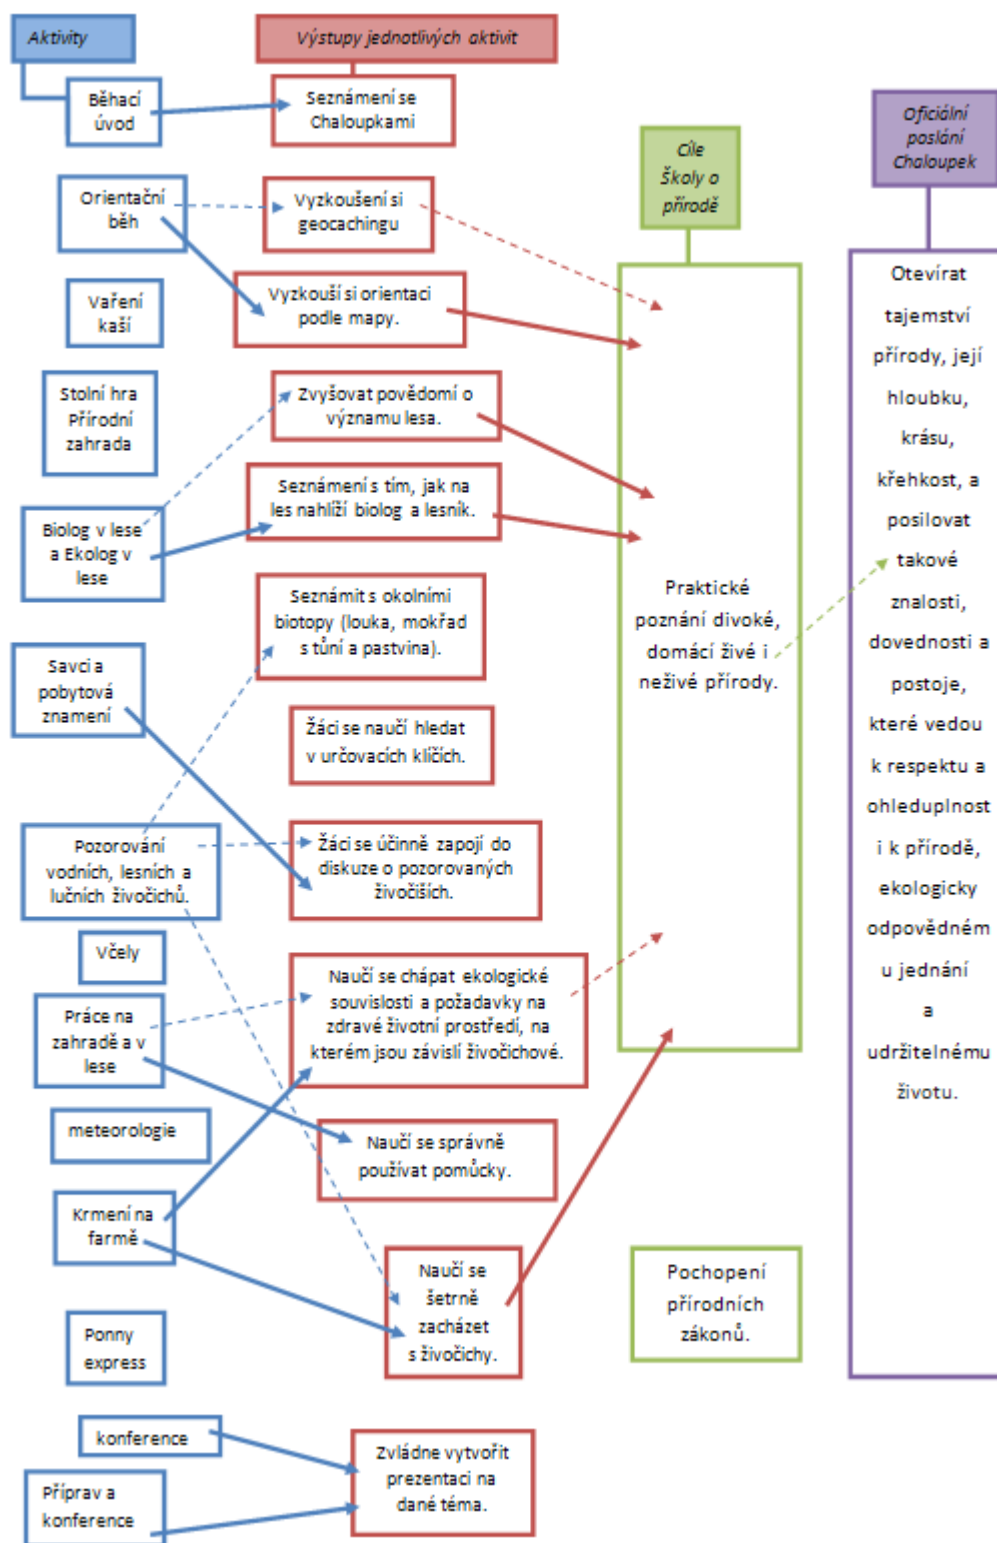 Aktivity
Výstupy jednotlivých aktivit
Běhací
úvod
Seznámení se
Chaloupkami
Oficiální
poslání
Chaloupek
Cíle
Školy o
přírodě
Orientační
běh
Vyzkoušení si
geocachingu
Vaření
kaší
Vyzkouší si orientaci
podle mapy.
Stolní hra
Přírodní
zahrada
Zvyšovat povědomí o
významu lesa.
Biolog v lese
a Ekolog v
lese
Seznámení s tím, jak na
les nahlíží biolog a lesník.
Seznámit s okolními
biotopy (louka, mokřad
s tůní a pastvina).
Savci a
pobytová
znamení
Žáci se naučí hledat
v určovacích klíčích.
Pozorování
vodních, lesních a
lučních živočichů.
Žáci se účinně zapojí do
diskuze o pozorovaných
živočiších.
Včely
Práce na
zahradě a v
lese
Naučí se chápat ekologické
souvislosti a požadavky na
zdravé životní prostředí, na
kterém jsou závislí živočichové.
meteorologie
Naučí se správně
používat pomůcky.
Krmení na
farmě
Naučí se
šetrně
zacházet
s živočichy.
Ponny
express
konference
Příprav a
konference
Zvládne vytvořit
prezentaci na
dané téma.
Praktické
poznání divoké,
domácí živé i
neživé přírody.
Pochopení
přírodních
zákonů.
Otevírat
tajemství
přírody, její
hloubku,
krásu,
křehkost, a
posilovat
takové
znalosti,
dovednosti a
postoje,
které vedou
k respektu a
ohleduplnost
i k přírodě,
ekologicky
odpovědném
u jednání
a
udržitelnému
životu.